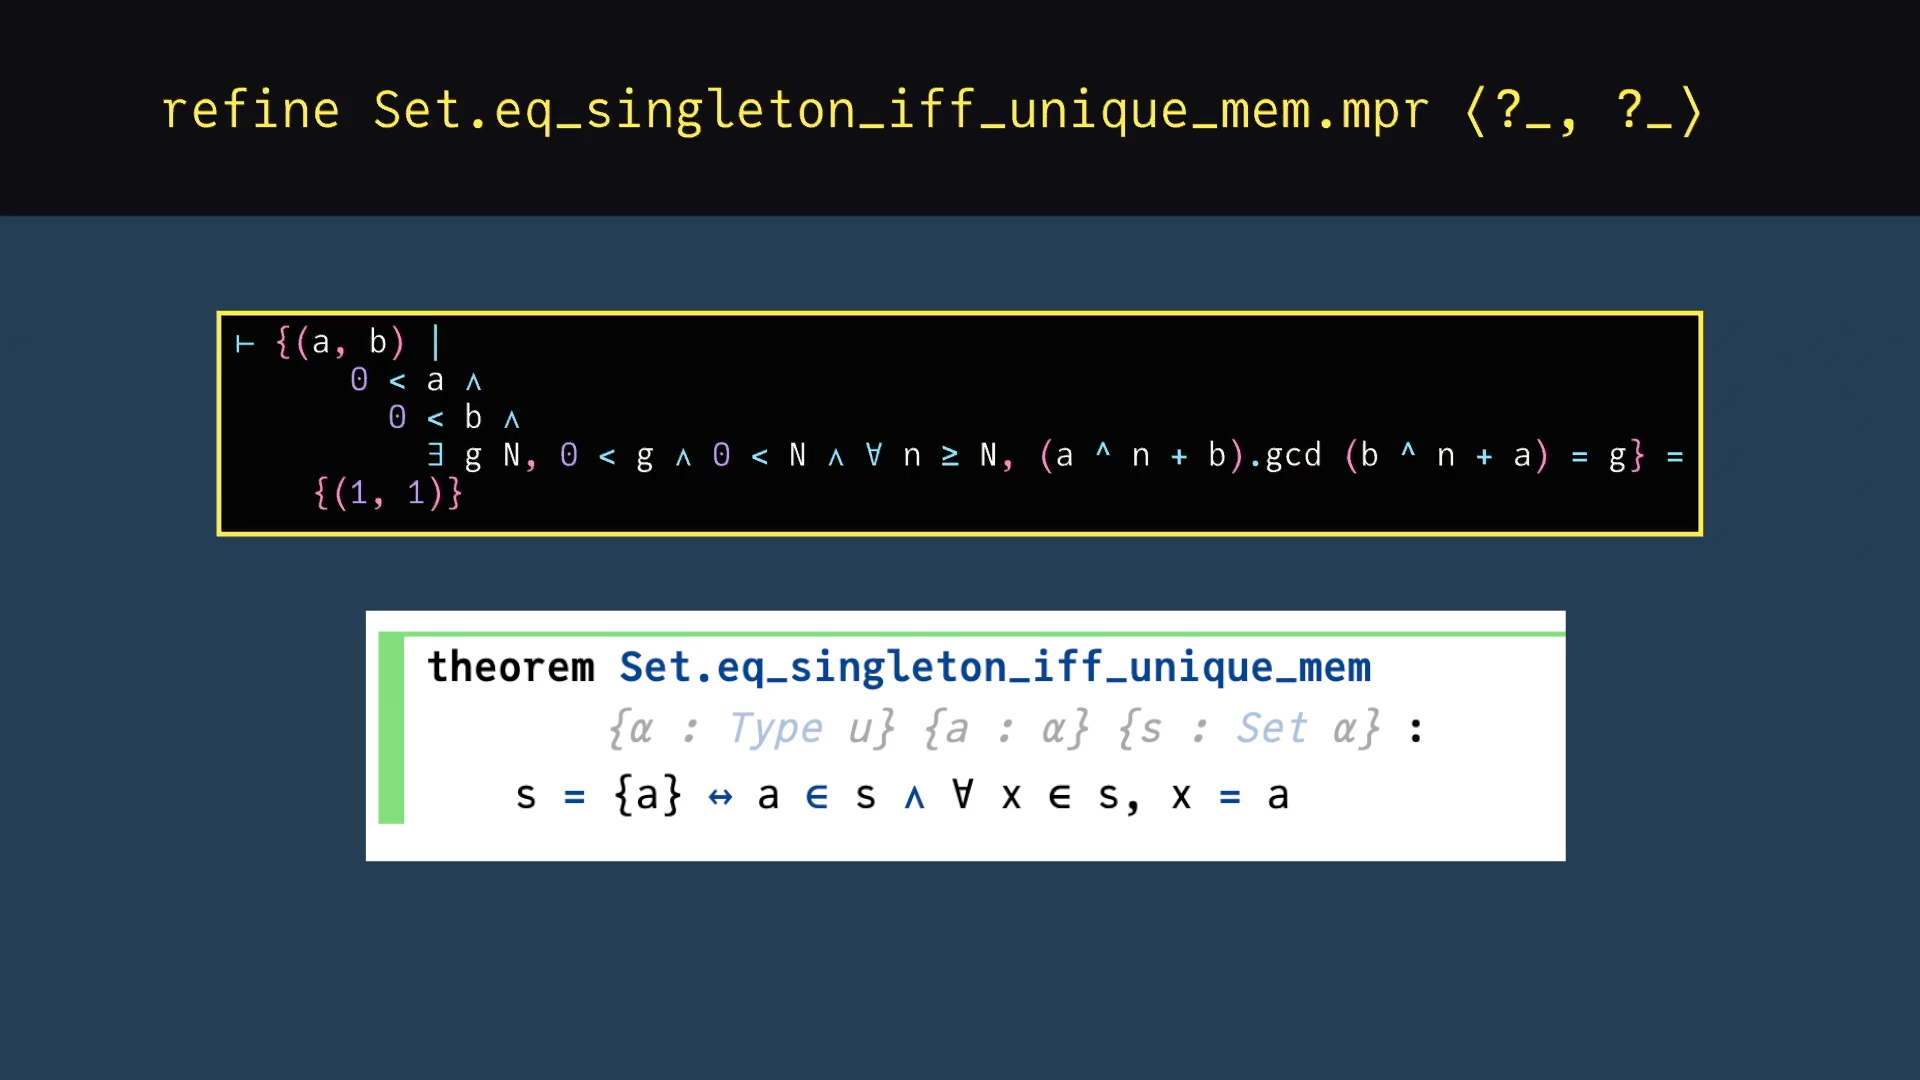 refine Set.eq_singleton_iff_unique_mem.mpr ⟨?_, ?_⟩
⊢ {(a, b) |
0 < a ∧
0 < b ∧
∃ g N, 0 < g ∧ 0 < N ∧ ∀ n ≥ N, (a ^ n + b).gcd (b ^ n + a) = g} =
{(1, 1)}
theorem Set.eq_singleton_iff_unique_mem
{α : Type u} {a : α} {s : Set α} :
s = {a} ↔ a ∈ s ∧ ∀ x ∈ s, x = a